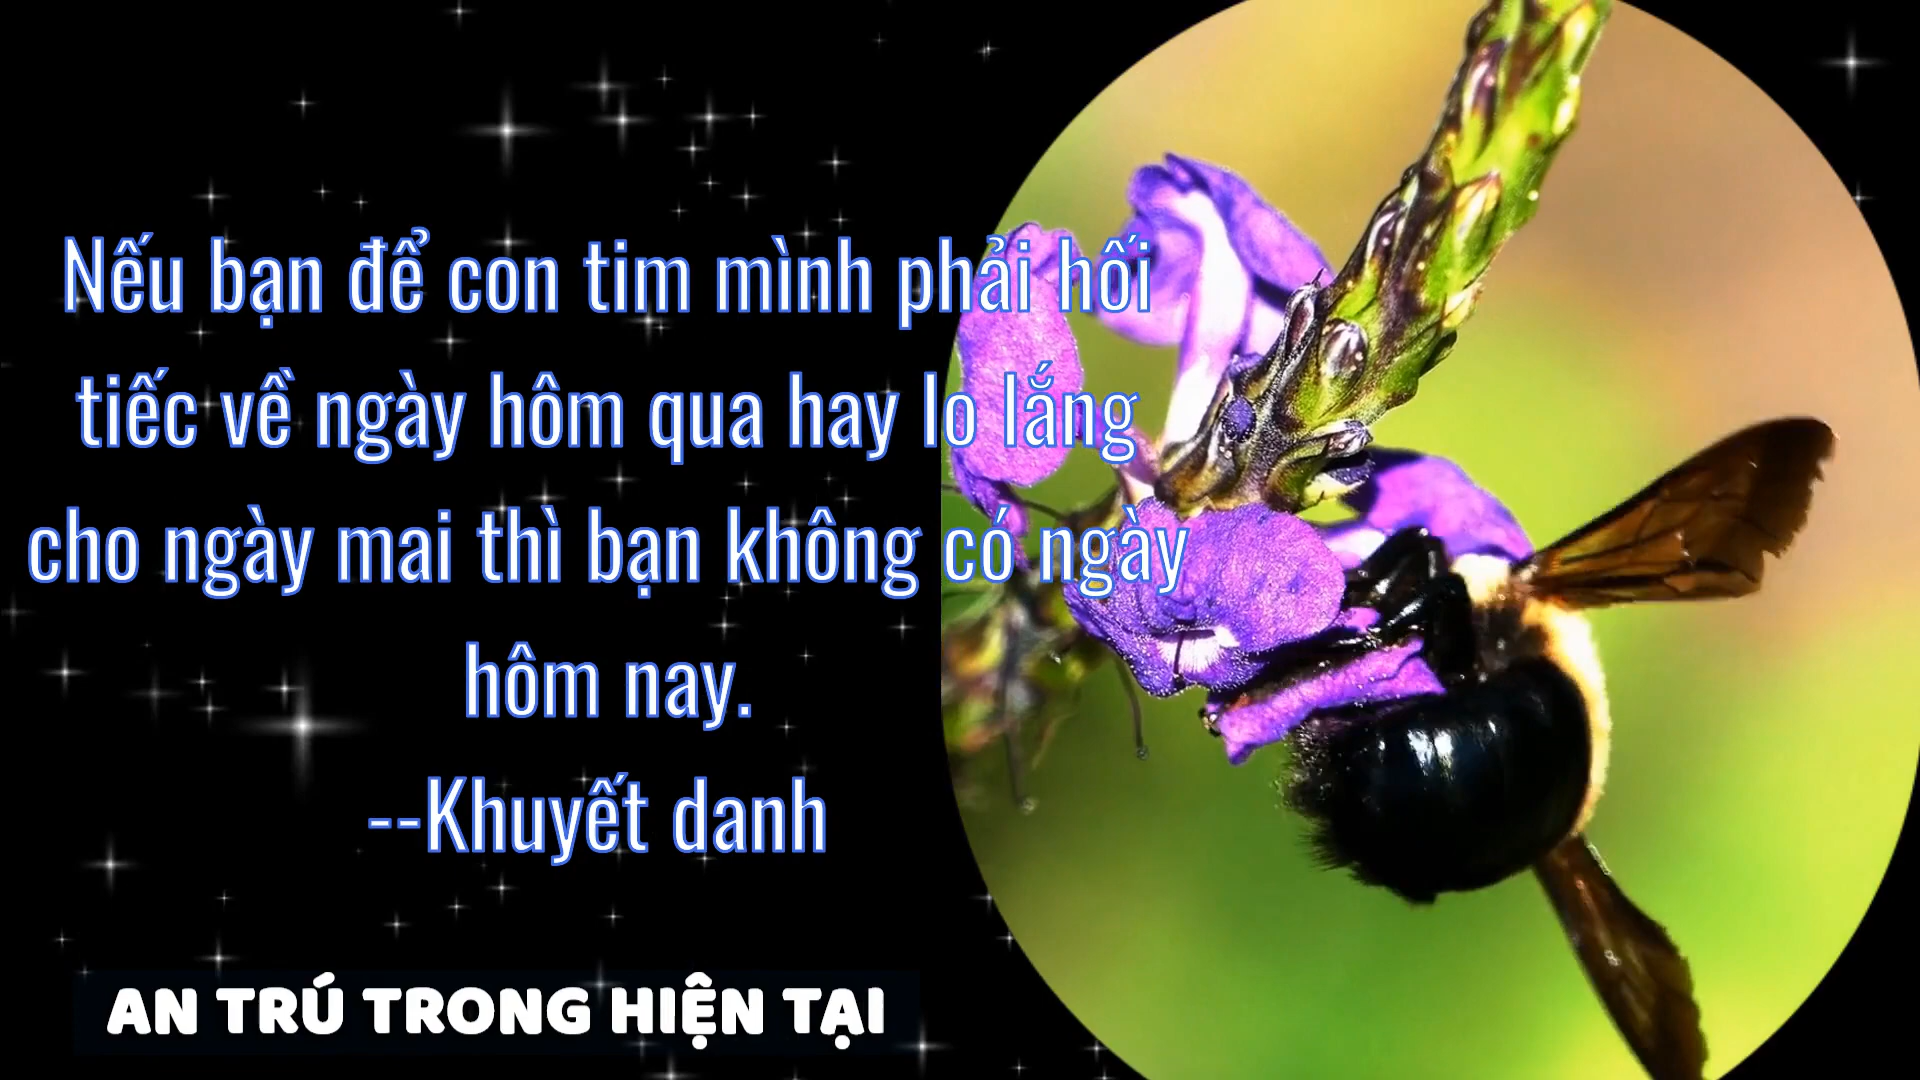 Nếu bạn để con tim mình phải hối
tiếc về ngày hôm qua hay lo lắng
cho ngày mai thì bạn không có ngày
hôm nay.
--Khuyết danh
AN TRÚ TRONG HIỆN TẠI